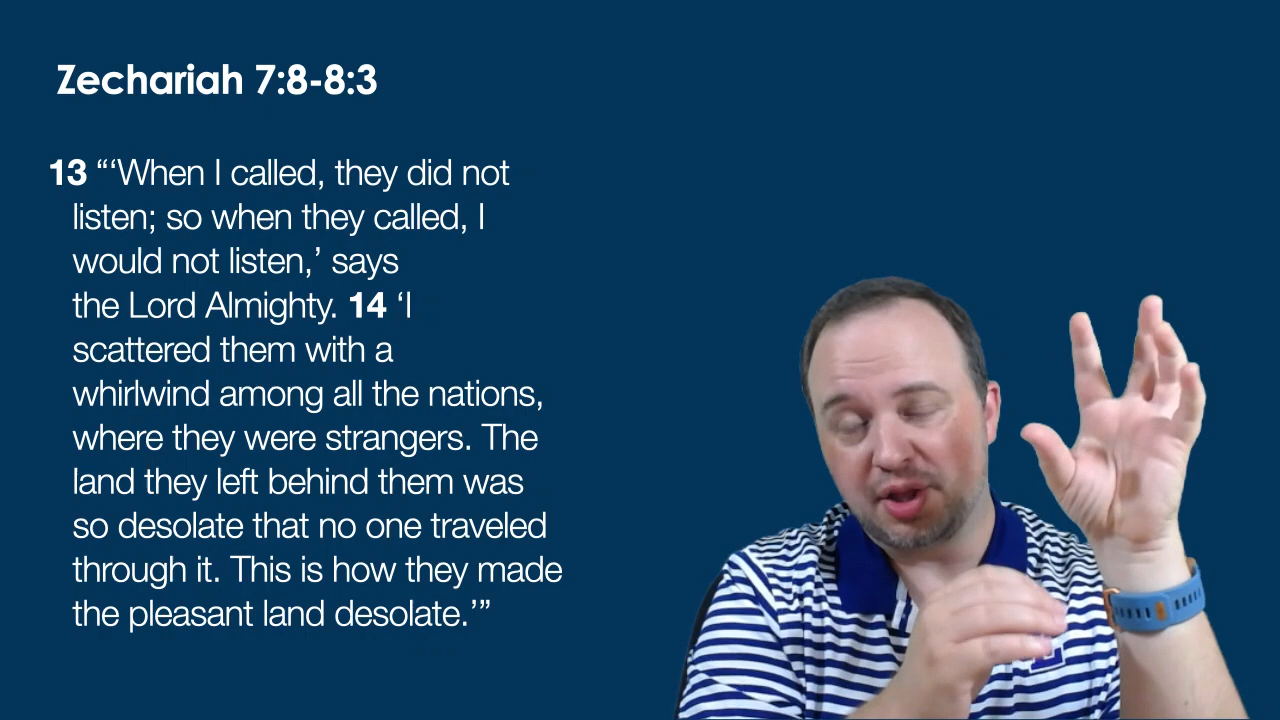 Zechariah 7:8-8:3
13 “‘When I called, they did not
listen; so when they called, I
would not listen,’ says
the Lord Almighty. 14 ‘I
scattered them with a
whirlwind among all the nations,
where they were strangers. The
land they left behind them was
so desolate that no one traveled
through it. This is how they made
the pleasant land desolate.’”